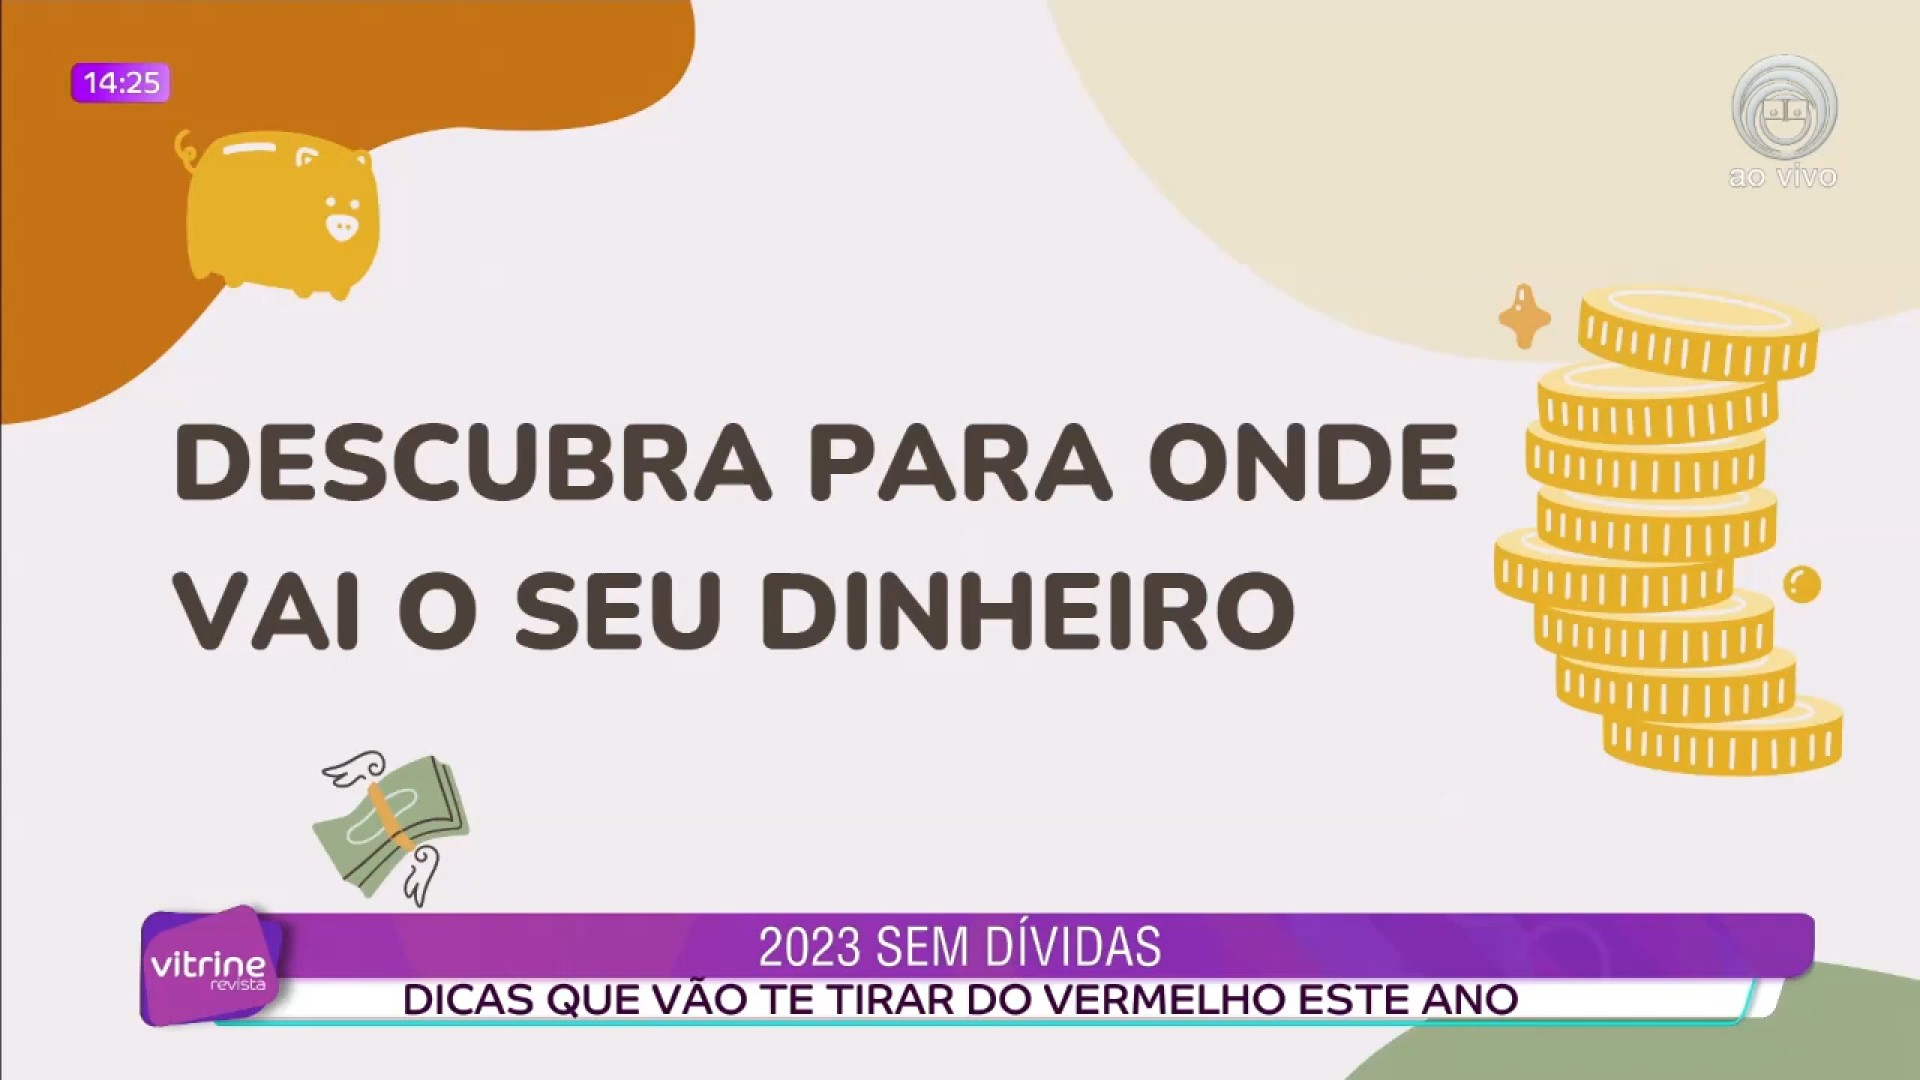 14:25
ao vivo
DESCUBRA PARA ONDE
VAI O SEU DINHEIRO
vitrine
revista
2023 SEM DÍVIDAS
DICAS QUE VÃO TE TIRAR DO VERMELHO ESTE ANO